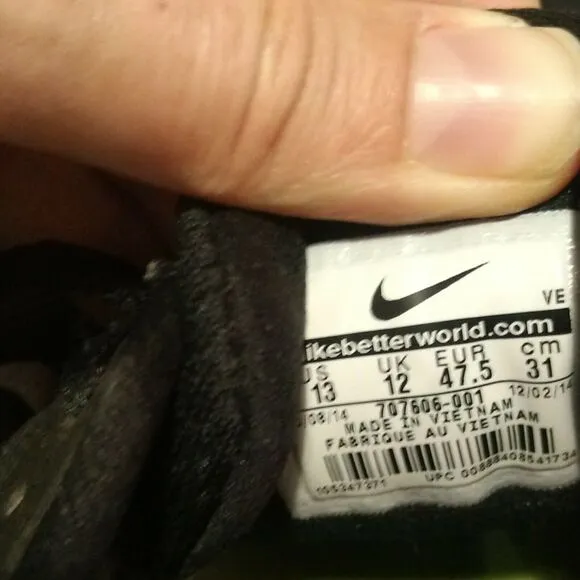 VE
ikebetterworld.com
US UK EUR cm
13 12 47.5 31
/08/14 707606-001 12/02/14
MADE IN VIETNAM
FABRIQUE AU VIETNAM
UPC 00888408541734